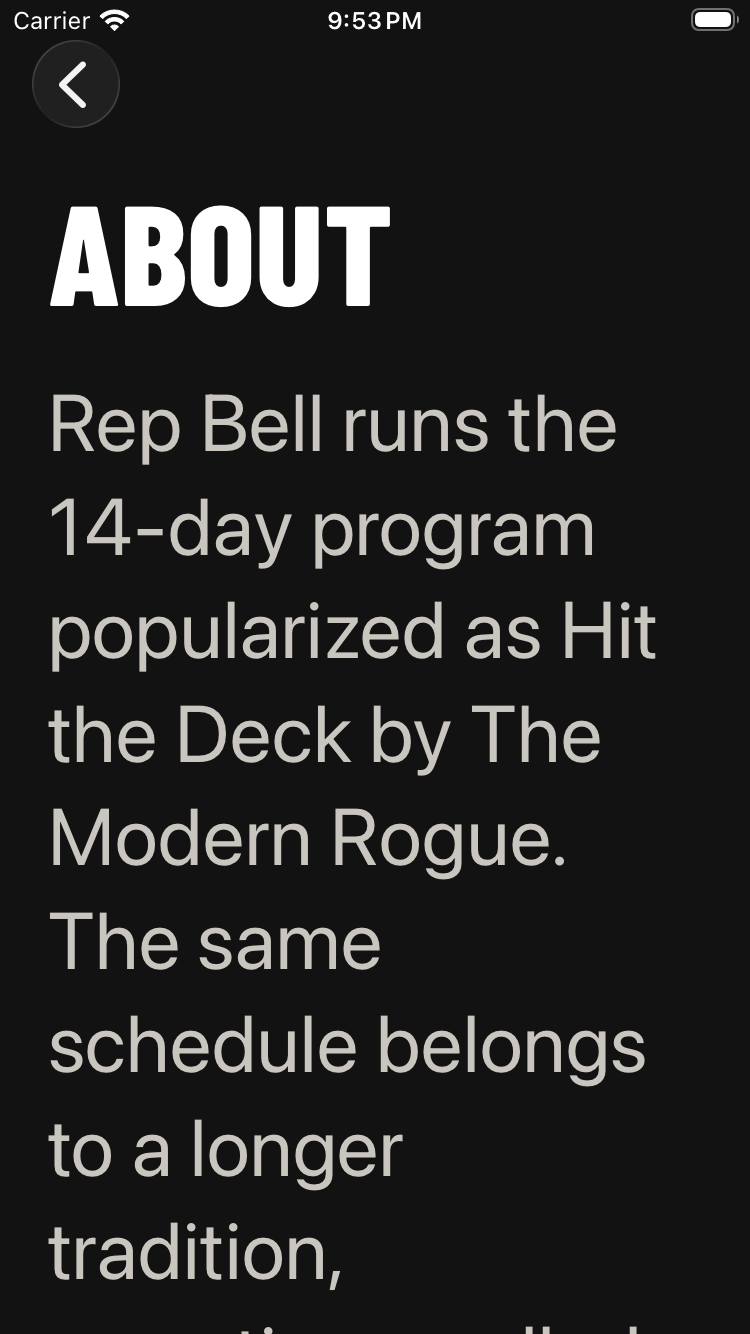 Carrier 9:53 PM
ABOUT
Rep Bell runs the
14-day program
popularized as Hit
the Deck by The
Modern Rogue.
The same
schedule belongs
to a longer
tradition,